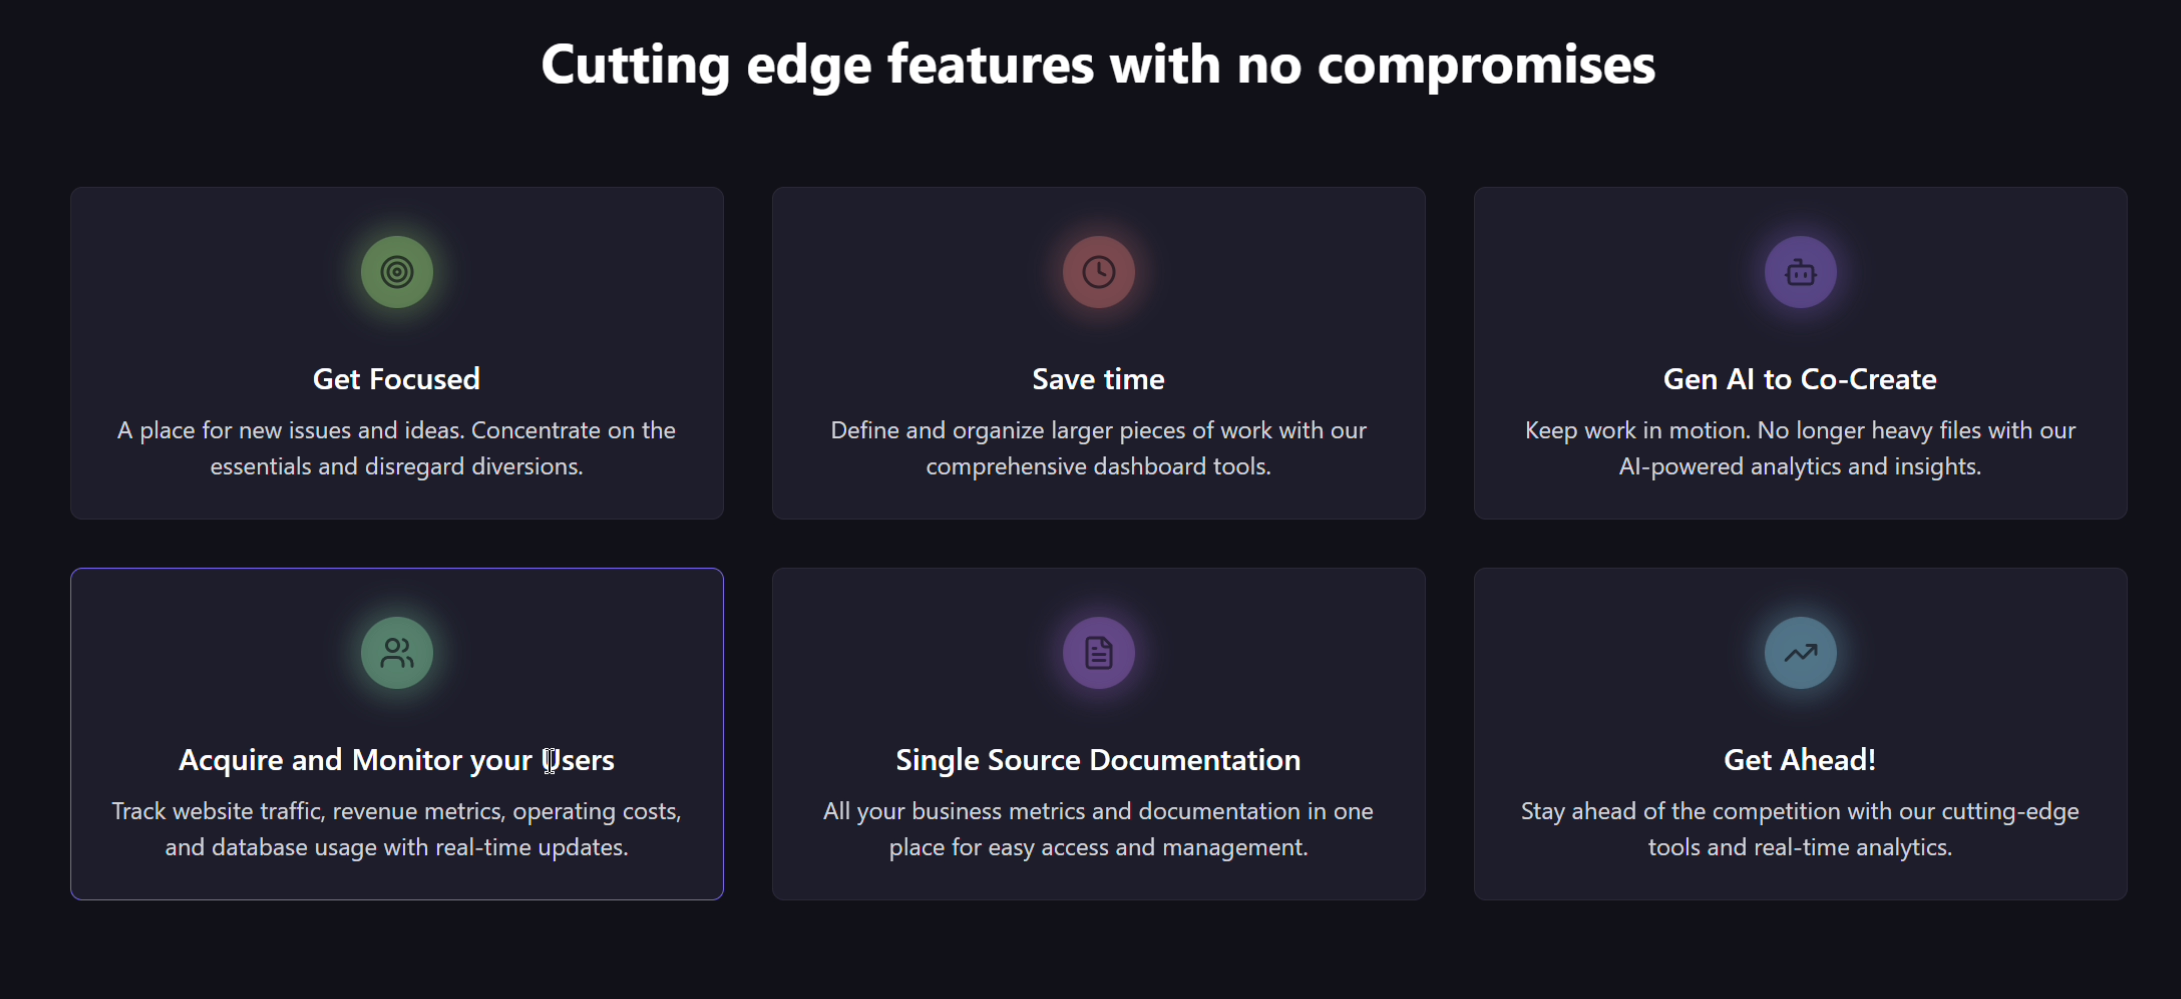 Cutting edge features with no compromises
Get Focused
A place for new issues and ideas. Concentrate on the
essentials and disregard diversions.
Save time
Define and organize larger pieces of work with our
comprehensive dashboard tools.
Gen AI to Co-Create
Keep work in motion. No longer heavy files with our
AI-powered analytics and insights.
Acquire and Monitor your Users
Track website traffic, revenue metrics, operating costs,
and database usage with real-time updates.
Single Source Documentation
All your business metrics and documentation in one
place for easy access and management.
Get Ahead!
Stay ahead of the competition with our cutting-edge
tools and real-time analytics.